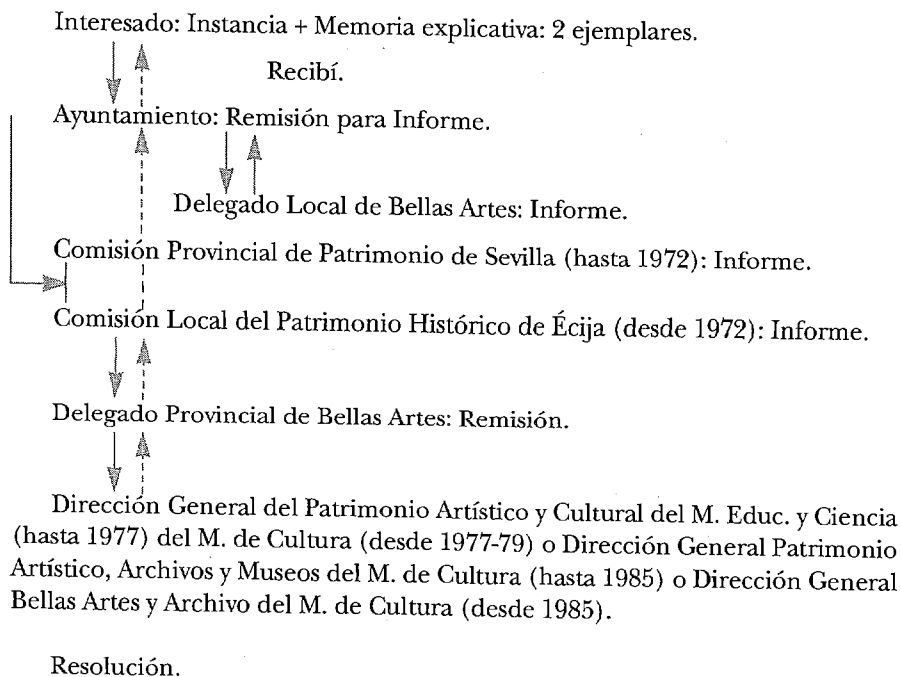 Interesado: Instancia + Memoria explicativa: 2 ejemplares.
Recibí.
Ayuntamiento: Remisión para Informe.
Delegado Local de Bellas Artes: Informe.
Comisión Provincial de Patrimonio de Sevilla (hasta 1972): Informe.
Comisión Local del Patrimonio Histórico de Écija (desde 1972): Informe.
Delegado Provincial de Bellas Artes: Remisión.
Dirección General del Patrimonio Artístico y Cultural del M. Educ. y Ciencia
(hasta 1977) del M. de Cultura (desde 1977-79) o Dirección General Patrimonio
Artístico, Archivos y Museos del M. de Cultura (hasta 1985) o Dirección General
Bellas Artes y Archivo del M. de Cultura (desde 1985).
Resolución.